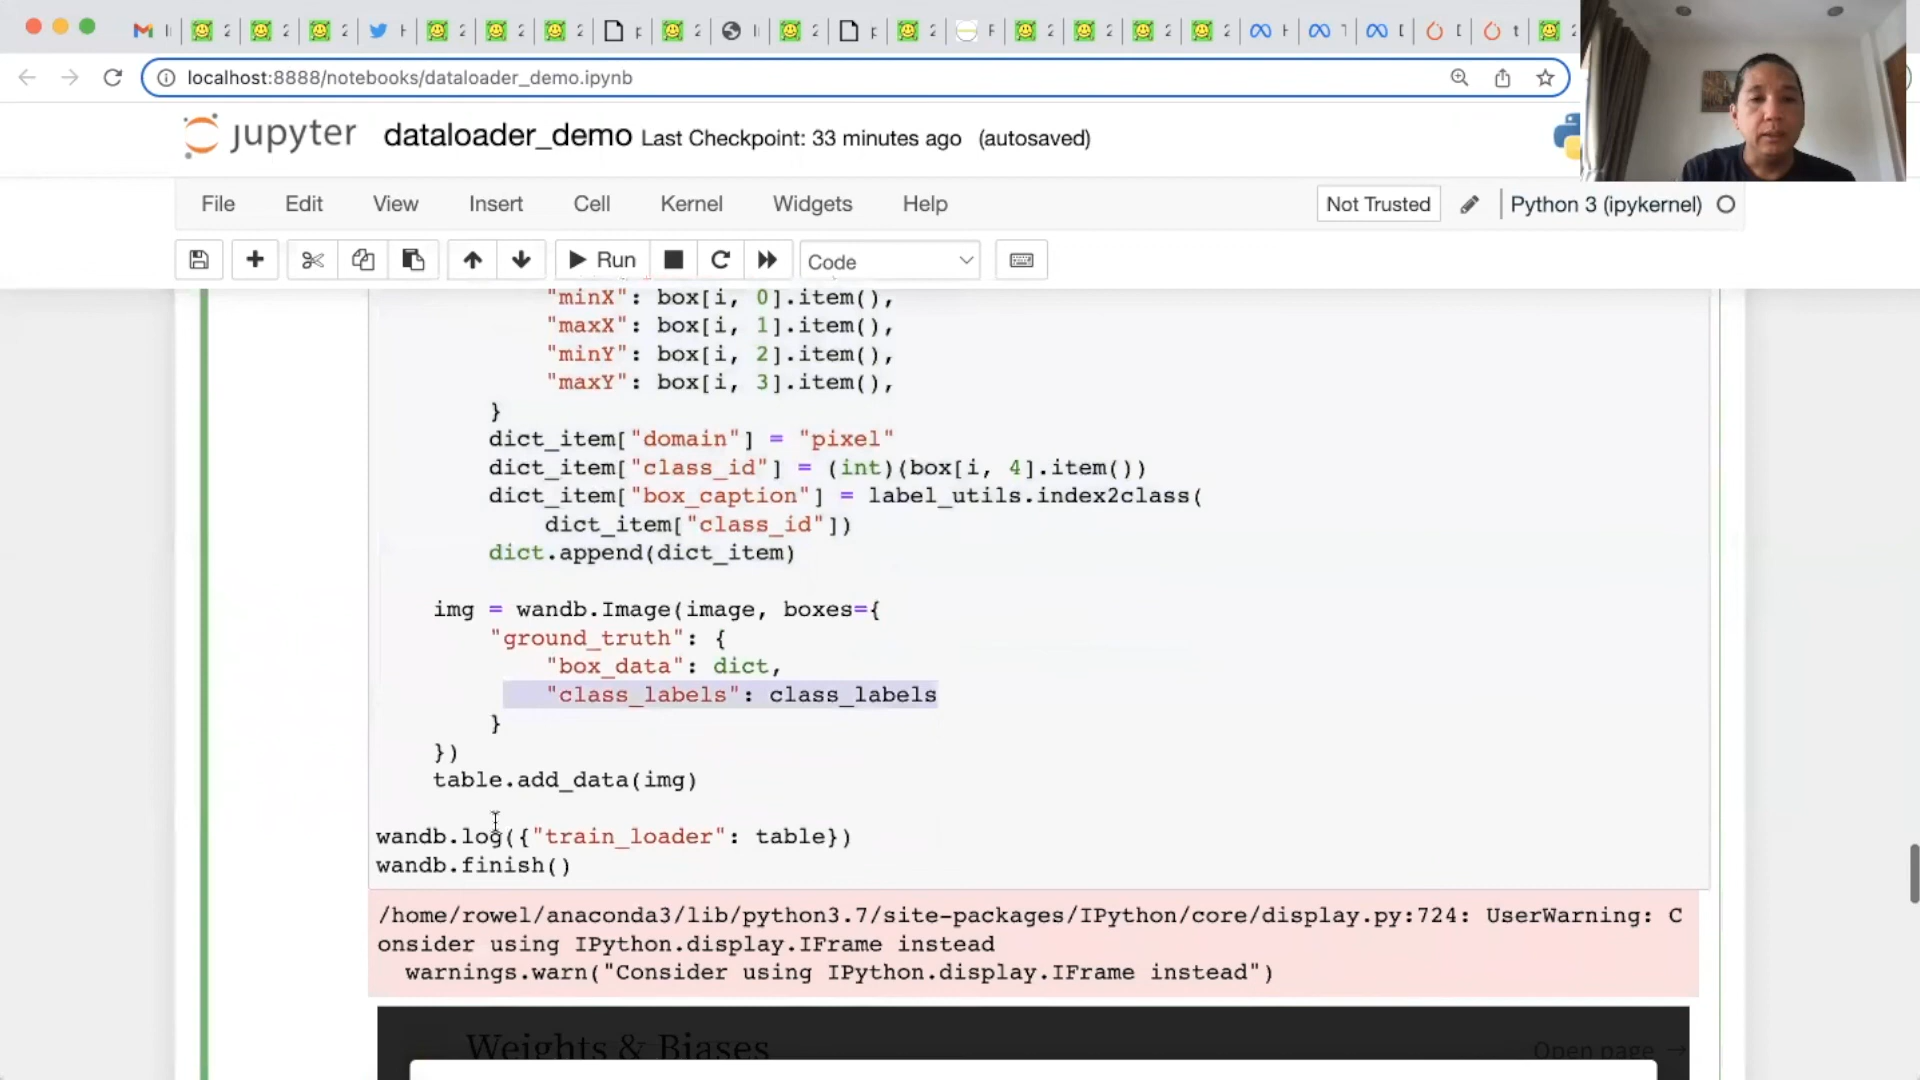 localhost:8888/notebooks/dataloader_demo.ipynb
jupyter dataloader_demo Last Checkpoint: 33 minutes ago (autosaved)
File Edit View Insert Cell Kernel Widgets Help Not Trusted Python 3 (ipykernel)
Run Code
"minX": box[i, 0].item(),
"maxX": box[i, 1].item(),
"minY": box[i, 2].item(),
"maxY": box[i, 3].item(),
}
dict_item["domain"] = "pixel"
dict_item["class_id"] = (int)(box[i, 4].item())
dict_item["box_caption"] = label_utils.index2class(
dict_item["class_id"])
dict.append(dict_item)
img = wandb.Image(image, boxes={
"ground_truth": {
"box_data": dict,
"class_labels": class_labels
}
})
table.add_data(img)
wandb.log({"train_loader": table})
wandb.finish()
/home/rowel/anaconda3/lib/python3.7/site-packages/IPython/core/display.py:724: UserWarning: C
onsider using IPython.display.IFrame instead
warnings.warn("Consider using IPython.display.IFrame instead")
Weights & Biases Open page →